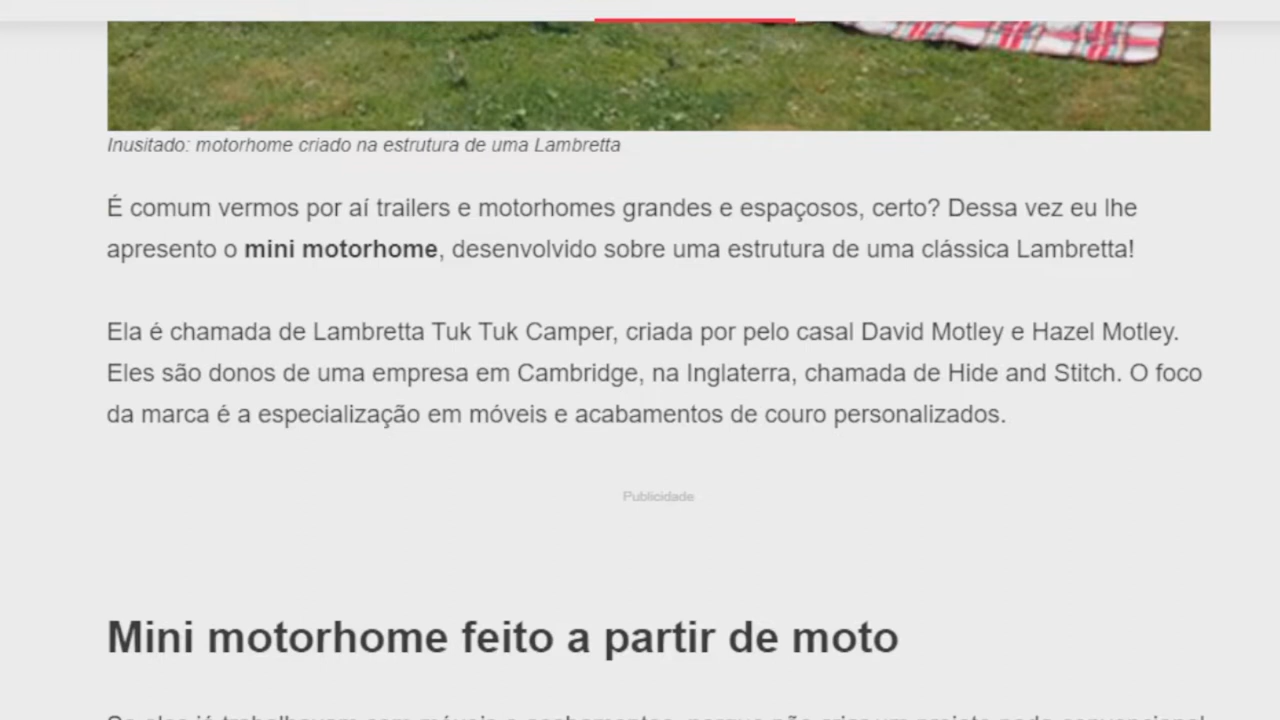 Inusitado: motorhome criado na estrutura de uma Lambretta
É comum vermos por aí trailers e motorhomes grandes e espaçosos, certo? Dessa vez eu lhe
apresento o mini motorhome, desenvolvido sobre uma estrutura de uma clássica Lambretta!
Ela é chamada de Lambretta Tuk Tuk Camper, criada por pelo casal David Motley e Hazel Motley.
Eles são donos de uma empresa em Cambridge, na Inglaterra, chamada de Hide and Stitch. O foco
da marca é a especialização em móveis e acabamentos de couro personalizados.
Publicidade
Mini motorhome feito a partir de moto